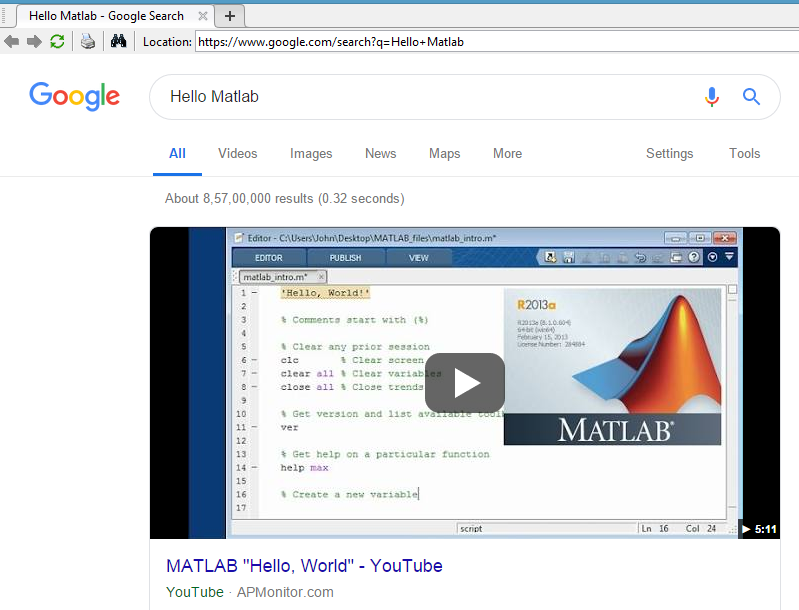 Hello Matlab - Google Search
Location: https://www.google.com/search?q=Hello+Matlab
Google
Hello Matlab
All Videos Images News Maps More Settings Tools
About 8,57,00,000 results (0.32 seconds)
Editor - C:\Users\John\Desktop\MATLAB_files\matlab_intro.m*
EDITOR PUBLISH VIEW
matlab_intro.m*
1 'Hello, World!'
2
3 % Comments start with (%)
4
5 % Clear any prior session
6 clc % Clear screen
7 clear all % Clear variables
8 close all % Close trends
9
10 % Get version and list available
11 ver
12
13 % Get help on a particular function
14 help max
15
16 % Create a new variable
17
R2013a
R2013a (8.1.0.604)
64-bit (win64)
February 15, 2013
License Number:
MATLAB®
script Ln 16 Col 24
5:11
MATLAB "Hello, World" - YouTube
YouTube · APMonitor.com